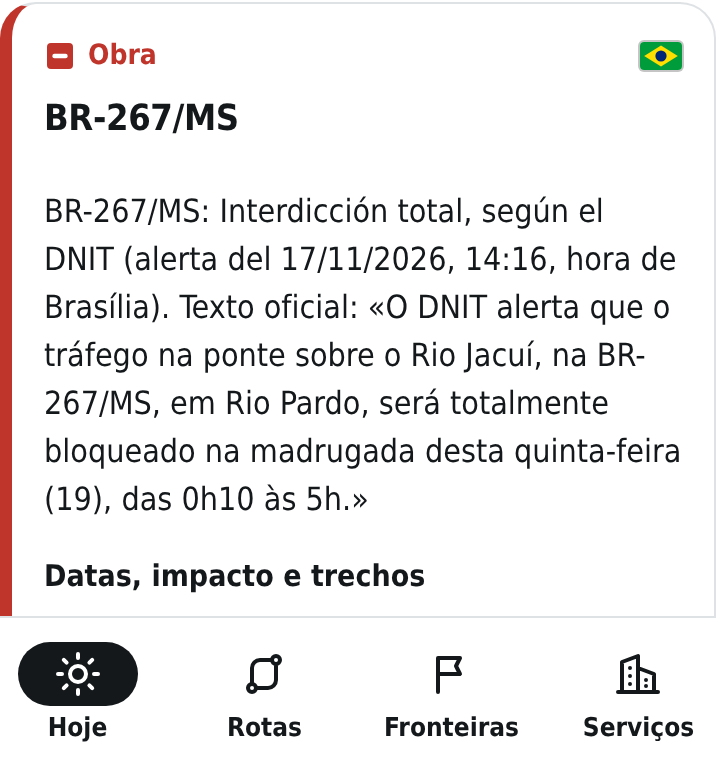 Obra
BR-267/MS
BR-267/MS: Interdicción total, según el
DNIT (alerta del 17/11/2026, 14:16, hora de
Brasília). Texto oficial: «O DNIT alerta que o
tráfego na ponte sobre o Rio Jacuí, na BR-
267/MS, em Rio Pardo, será totalmente
bloqueado na madrugada desta quinta-feira
(19), das 0h10 às 5h.»
Datas, impacto e trechos
Hoje
Rotas
Fronteiras
Serviços